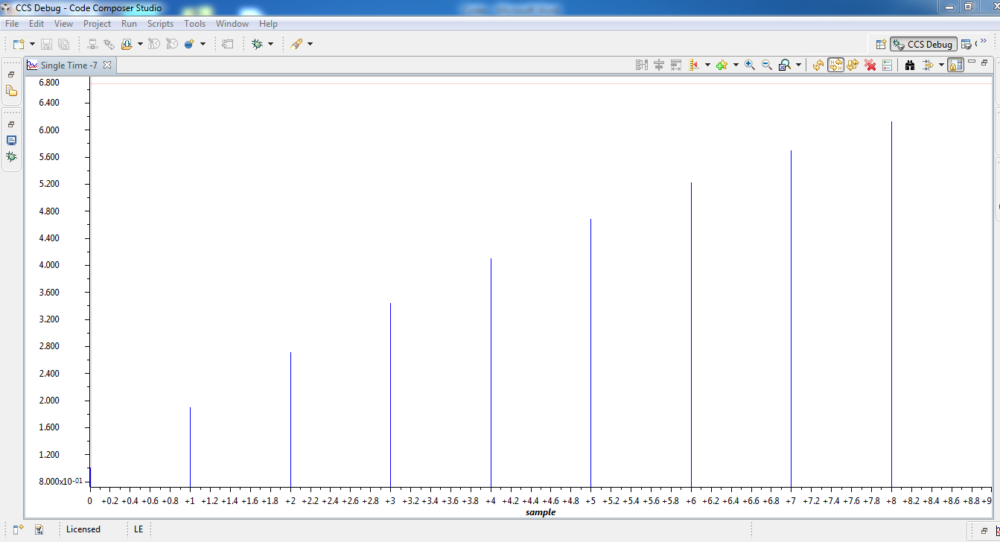 CCS Debug - Code Composer Studio
File Edit View Project Run Scripts Tools Window Help
CCS Debug
Single Time -7
6.800
6.400
6.000
5.600
5.200
4.800
4.400
4.000
3.600
3.200
2.800
2.400
2.000
1.600
1.200
8.000x10-01
0 +0.2 +0.4 +0.6 +0.8 +1 +1.2 +1.4 +1.6 +1.8 +2 +2.2 +2.4 +2.6 +2.8 +3 +3.2 +3.4 +3.6 +3.8 +4 +4.2 +4.4 +4.6 +4.8 +5 +5.2 +5.4 +5.6 +5.8 +6 +6.2 +6.4 +6.6 +6.8 +7 +7.2 +7.4 +7.6 +7.8 +8 +8.2 +8.4 +8.6 +8.8 +9
sample
Licensed LE